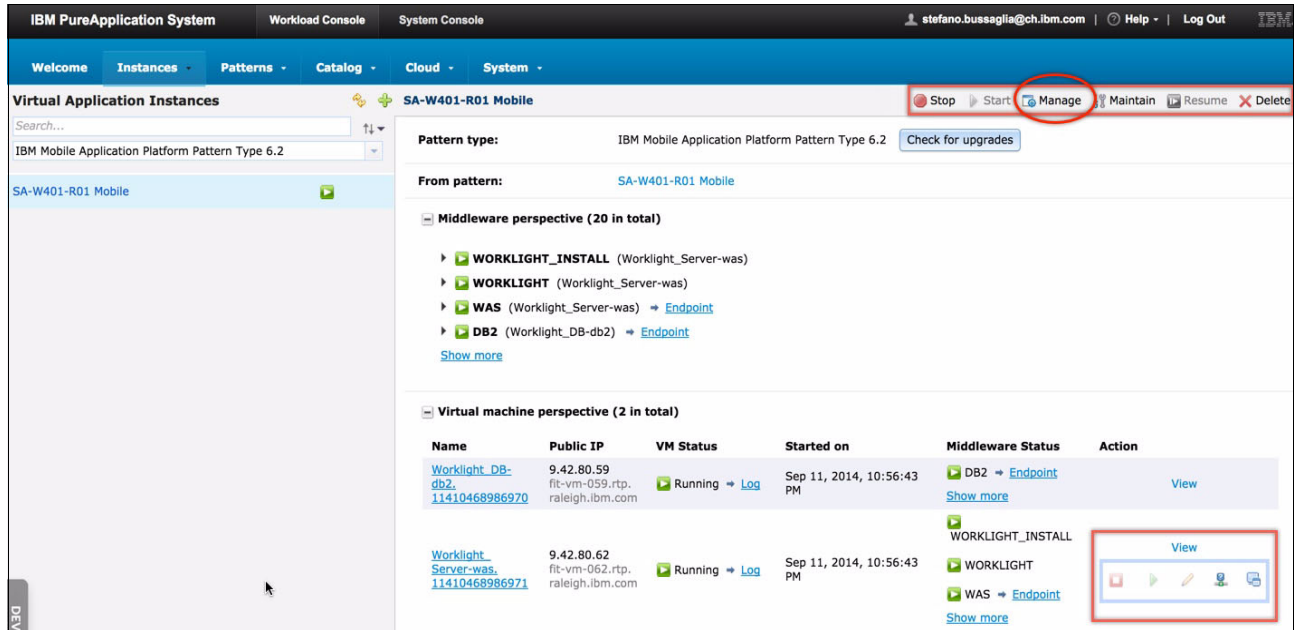 IBM PureApplication System Workload Console System Console stefano.bussaglia@ch.ibm.com | Help | Log Out IBM
Welcome Instances Patterns Catalog Cloud System
Virtual Application Instances
Search...
IBM Mobile Application Platform Pattern Type 6.2
SA-W401-R01 Mobile
SA-W401-R01 Mobile Stop Start Manage Maintain Resume Delete
Pattern type: IBM Mobile Application Platform Pattern Type 6.2 Check for upgrades
From pattern: SA-W401-R01 Mobile
Middleware perspective (20 in total)
WORKLIGHT_INSTALL (Worklight_Server-was)
WORKLIGHT (Worklight_Server-was)
WAS (Worklight_Server-was) Endpoint
DB2 (Worklight_DB-db2) Endpoint
Show more
Virtual machine perspective (2 in total)
Name Public IP VM Status Started on Middleware Status Action
Worklight_DB-
db2.
11410468986970
9.42.80.59
fit-vm-059.rtp.
raleigh.ibm.com
Running Log
Sep 11, 2014, 10:56:43
PM
DB2 Endpoint
Show more
View
Worklight_
Server-was.
11410468986971
9.42.80.62
fit-vm-062.rtp.
raleigh.ibm.com
Running Log
Sep 11, 2014, 10:56:43
PM
WORKLIGHT_INSTALL
WORKLIGHT
WAS Endpoint
Show more
View
DEV